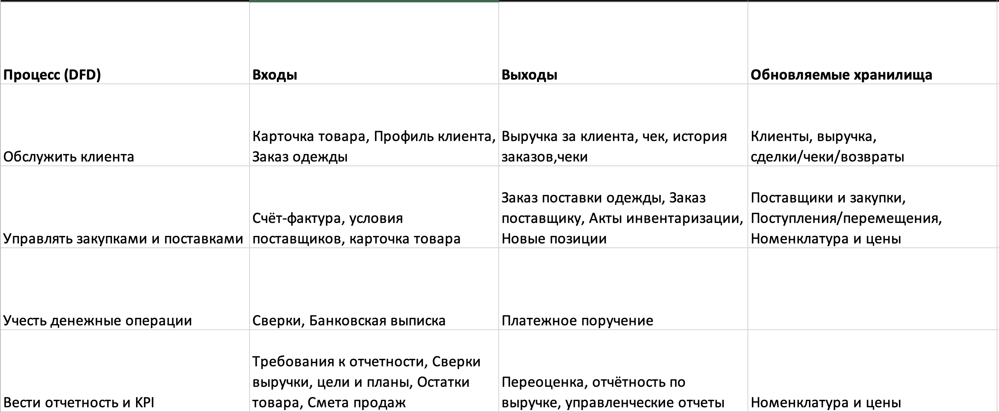 Процесс (DFD)
Входы
Выходы
Обновляемые хранилища
Обслужить клиента
Карточка товара, Профиль клиента,
Заказ одежды
Выручка за клиента, чек, история
заказов,чеки
Клиенты, выручка,
сделки/чеки/возвраты
Управлять закупками и поставками
Счёт-фактура, условия
поставщиков, карточка товара
Заказ поставки одежды, Заказ
поставщику, Акты инвентаризации,
Новые позиции
Поставщики и закупки,
Поступления/перемещения,
Номенклатура и цены
Учесть денежные операции
Сверки, Банковская выписка
Платежное поручение
Вести отчетность и KPI
Требования к отчетности, Сверки
выручки, цели и планы, Остатки
товара, Смета продаж
Переоценка, отчётность по
выручке, управленческие отчеты
Номенклатура и цены